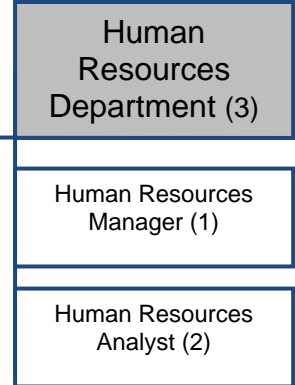 Human
Resources
Department (3)
Human Resources
Manager (1)
Human Resources
Analyst (2)